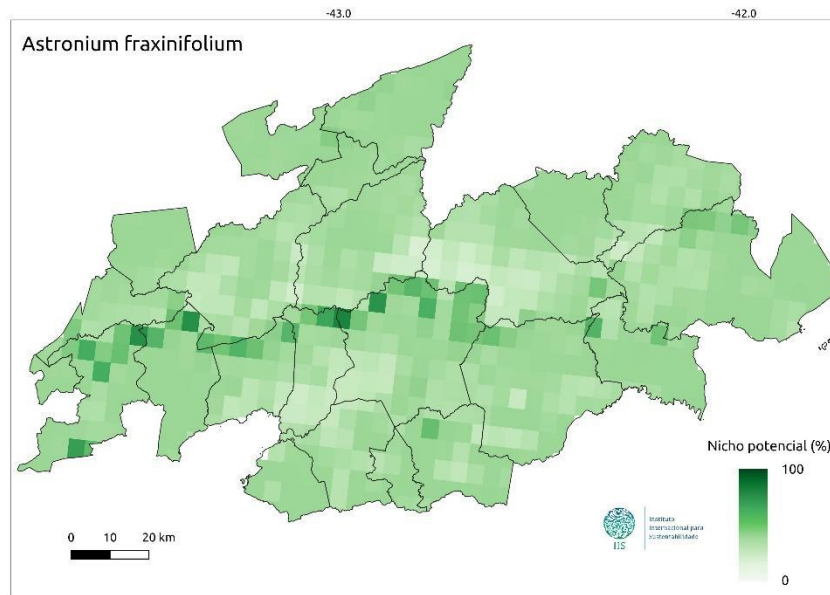 -43.0
-42.0
Astronium fraxinifolium
Nicho potencial (%)
100
0
0 10 20 km
Instituto
Internacional para
Sustentabilidade
IIS